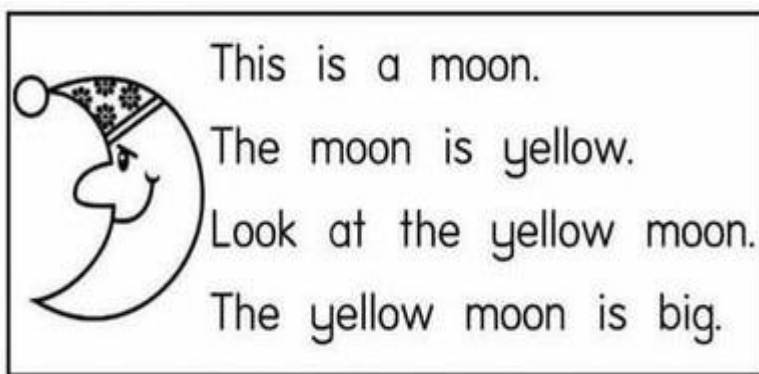 This is a moon.
The moon is yellow.
Look at the yellow moon.
The yellow moon is big.